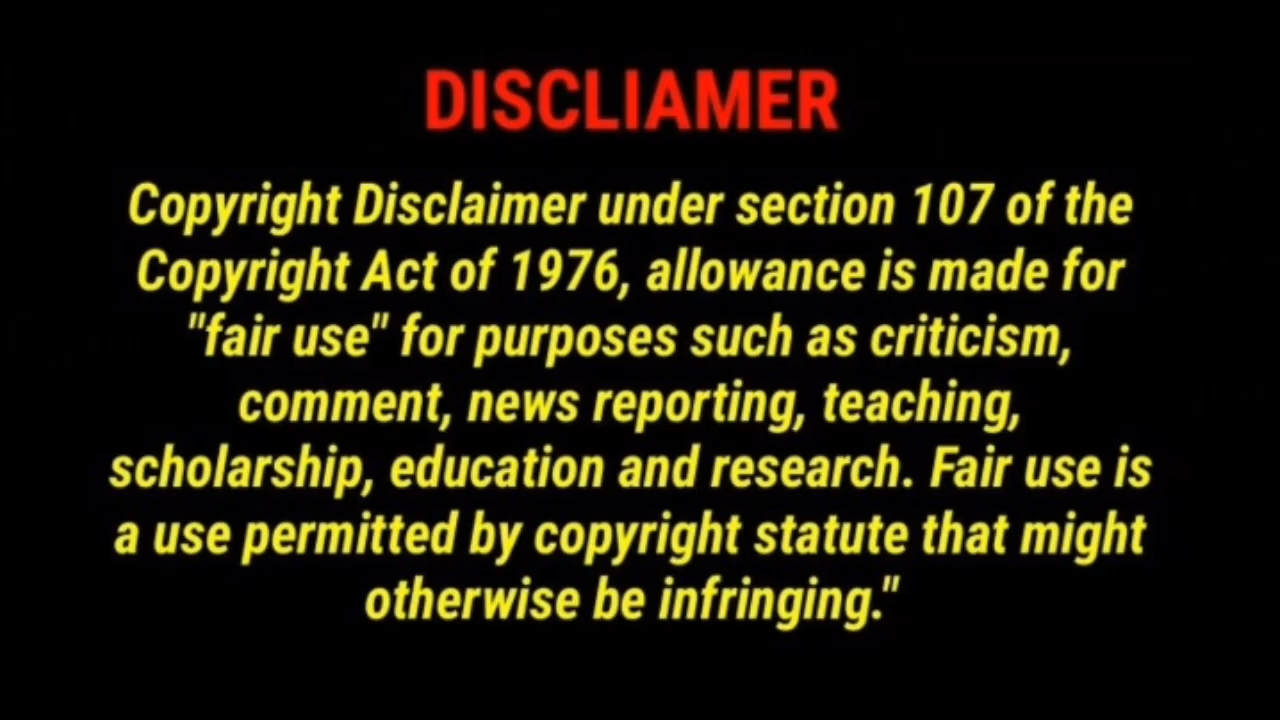 DISCLIAMER
Copyright Disclaimer under section 107 of the
Copyright Act of 1976, allowance is made for
"fair use" for purposes such as criticism,
comment, news reporting, teaching,
scholarship, education and research. Fair use is
a use permitted by copyright statute that might
otherwise be infringing."